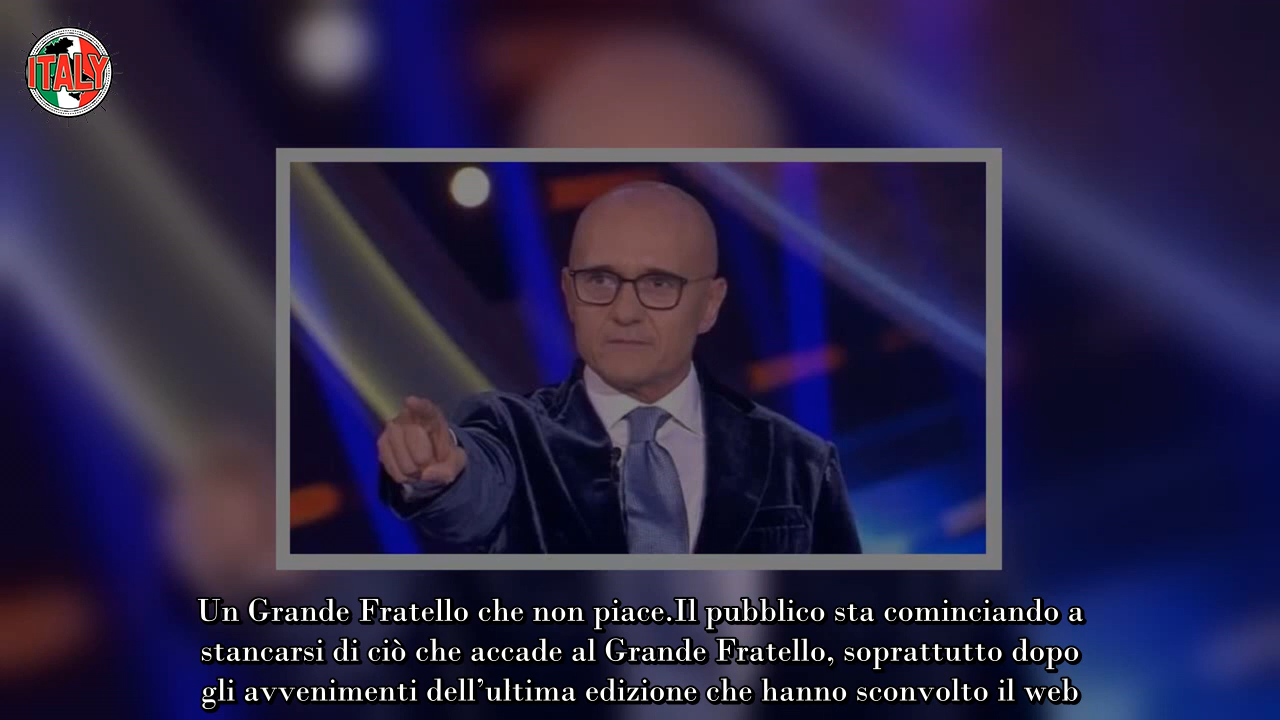 ITALY
Un Grande Fratello che non piace.Il pubblico sta cominciando a
stancarsi di ciò che accade al Grande Fratello, soprattutto dopo
gli avvenimenti dell’ultima edizione che hanno sconvolto il web